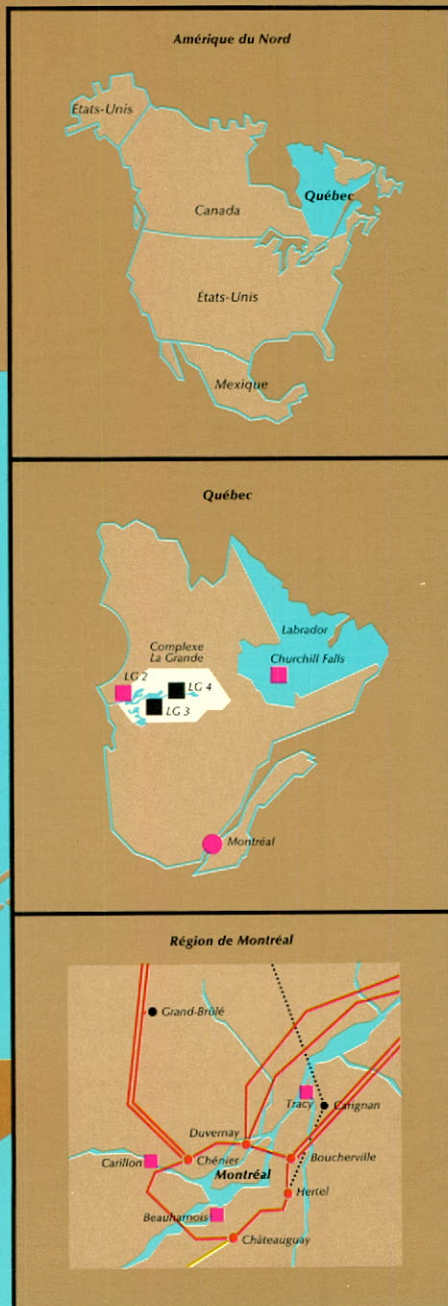 Amérique du Nord
États-Unis
Québec
Canada
États-Unis
Mexique
Québec
Labrador
Complexe
La Grande
Churchill Falls
LG 2
LG 4
LG 3
Montréal
Région de Montréal
Grand-Brûlé
Tracy
Carignan
Duvernay
Carillon
Chénier
Boucherville
Montréal
Hertel
Beauharnois
Châteauguay